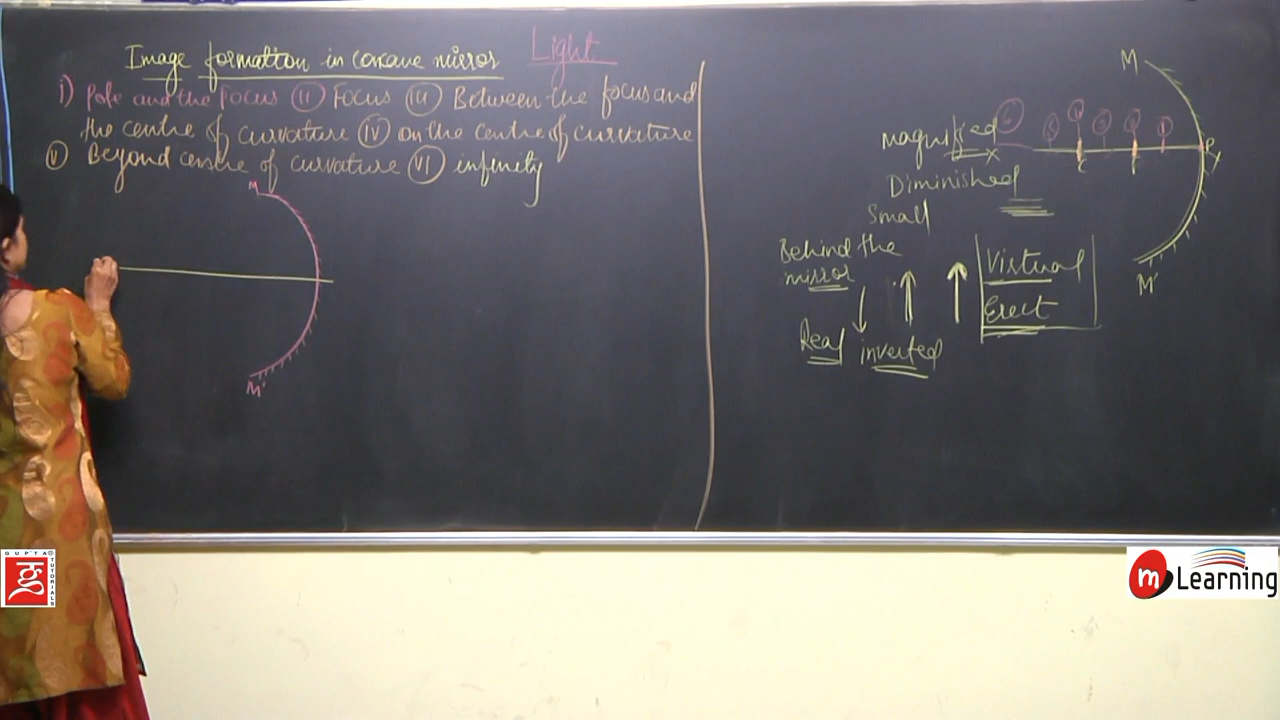 Light
Image formation in concave mirror
i) Pole and the focus (II) Focus (III) Between the focus and
the centre of curvature (IV) on the centre of curvature
(V) Beyond centre of curvature (VI) infinity
M
M'
M
magnified
C
F
P
Diminished
Small
Behind the
mirror
Virtual
Erect
M'
Real inverted
GUPTA TUTORIALS
m Learning